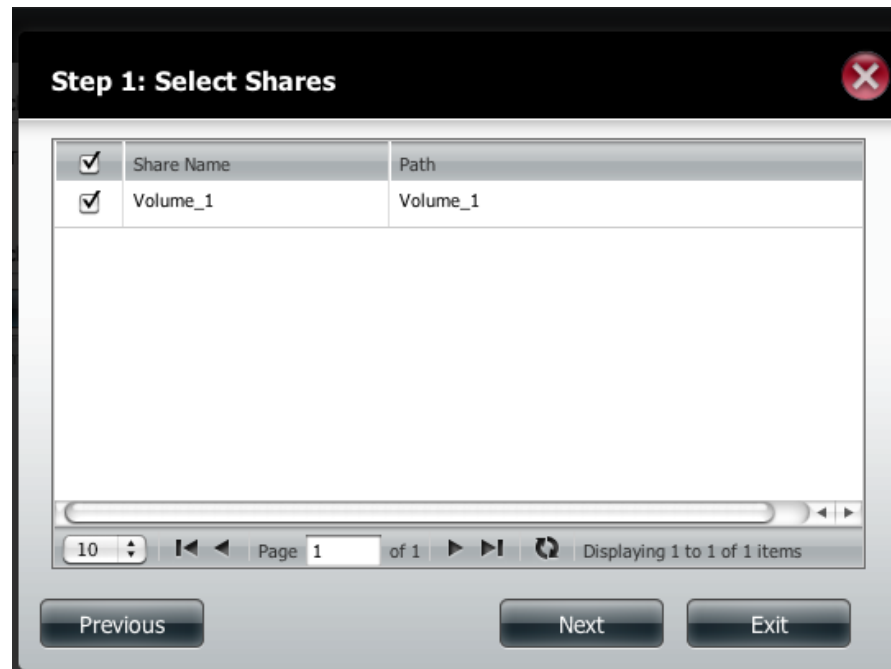 Step 1: Select Shares
Share Name Path
Volume_1 Volume_1
10 Page 1 of 1 Displaying 1 to 1 of 1 items
Previous Next Exit